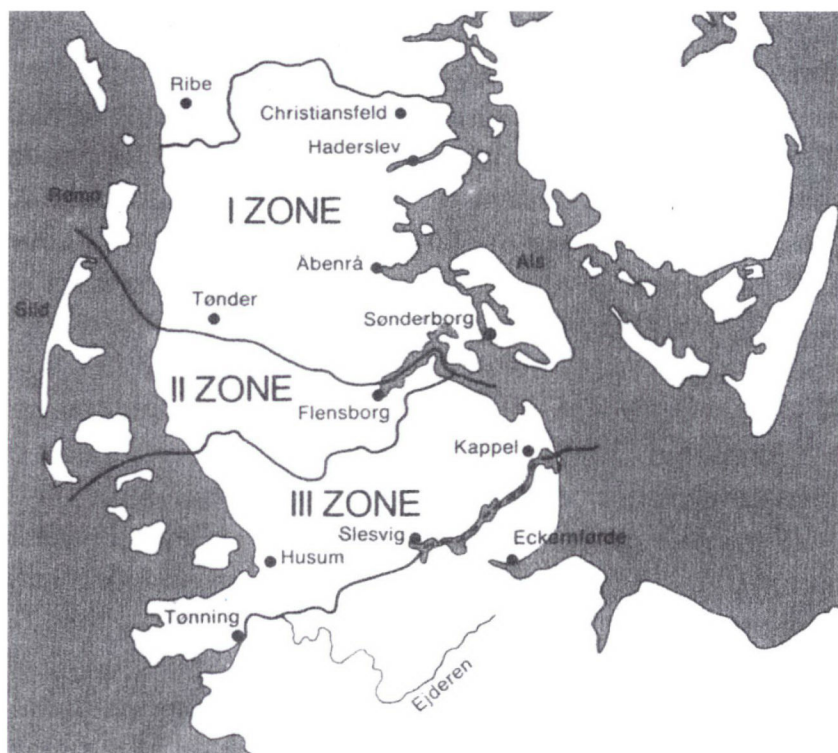 Ribe
Christiansfeld
Haderslev
Rømø
I ZONE
Åbenrå
Als
Sild
Tønder
Sønderborg
II ZONE
Flensborg
Kappel
III ZONE
Slesvig
Eckernførde
Husum
Tønning
Ejderen